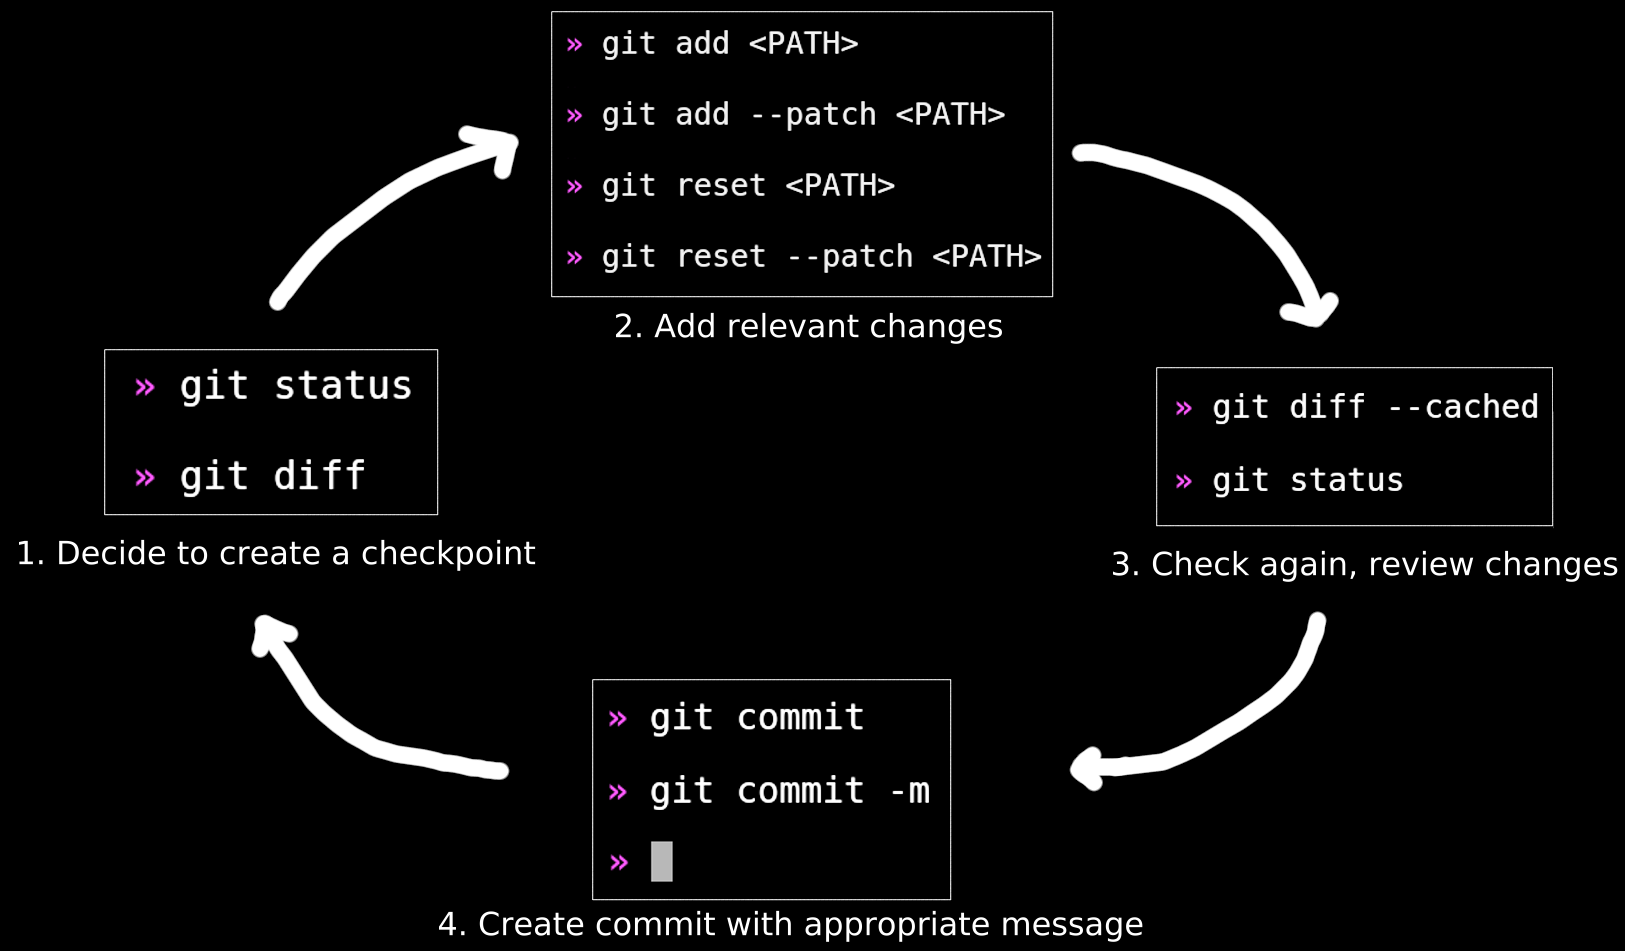 » git add <PATH>
» git add --patch <PATH>
» git reset <PATH>
» git reset --patch <PATH>
2. Add relevant changes
» git status
» git diff
1. Decide to create a checkpoint
» git diff --cached
» git status
3. Check again, review changes
» git commit
» git commit -m
»
4. Create commit with appropriate message